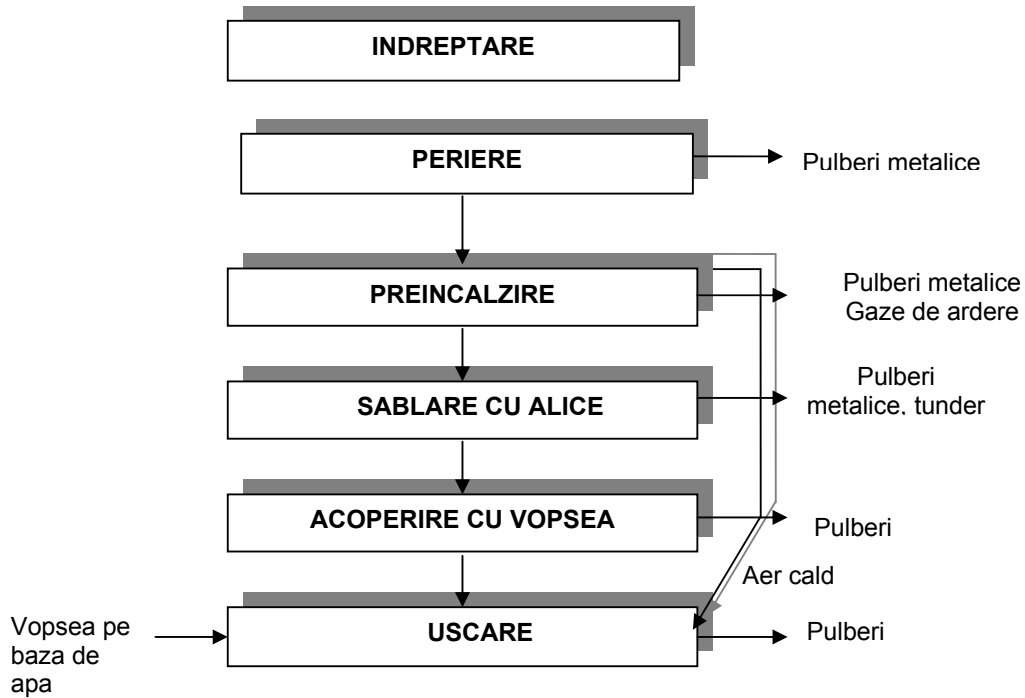 INDREPTARE
PERIERE
Pulberi metalice
PREINCALZIRE
Pulberi metalice
Gaze de ardere
SABLARE CU ALICE
Pulberi
metalice, tunder
ACOPERIRE CU VOPSEA
Pulberi
Aer cald
USCARE
Pulberi
Vopsea pe
baza de
apa